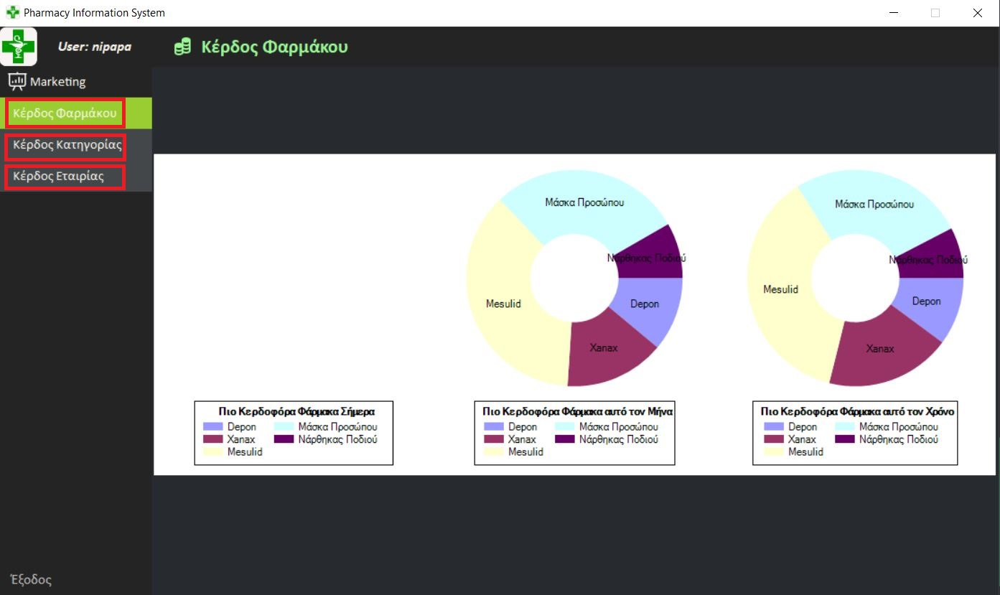 Pharmacy Information System
User: nipapa
Κέρδος Φαρμάκου
Marketing
Κέρδος Φαρμάκου
Κέρδος Κατηγορίας
Κέρδος Εταιρίας
Έξοδος
Μάσκα Προσώπου
Νάρθηκας Ποδιού
Mesulid
Depon
Xanax
Μάσκα Προσώπου
Νάρθηκας Ποδιού
Mesulid
Depon
Xanax
Πιο Κερδοφόρα Φάρμακα Σήμερα
Depon Μάσκα Προσώπου
Xanax Νάρθηκας Ποδιού
Mesulid
Πιο Κερδοφόρα Φάρμακα αυτό τον Μήνα
Depon Μάσκα Προσώπου
Xanax Νάρθηκας Ποδιού
Mesulid
Πιο Κερδοφόρα Φάρμακα αυτό τον Χρόνο
Depon Μάσκα Προσώπου
Xanax Νάρθηκας Ποδιού
Mesulid